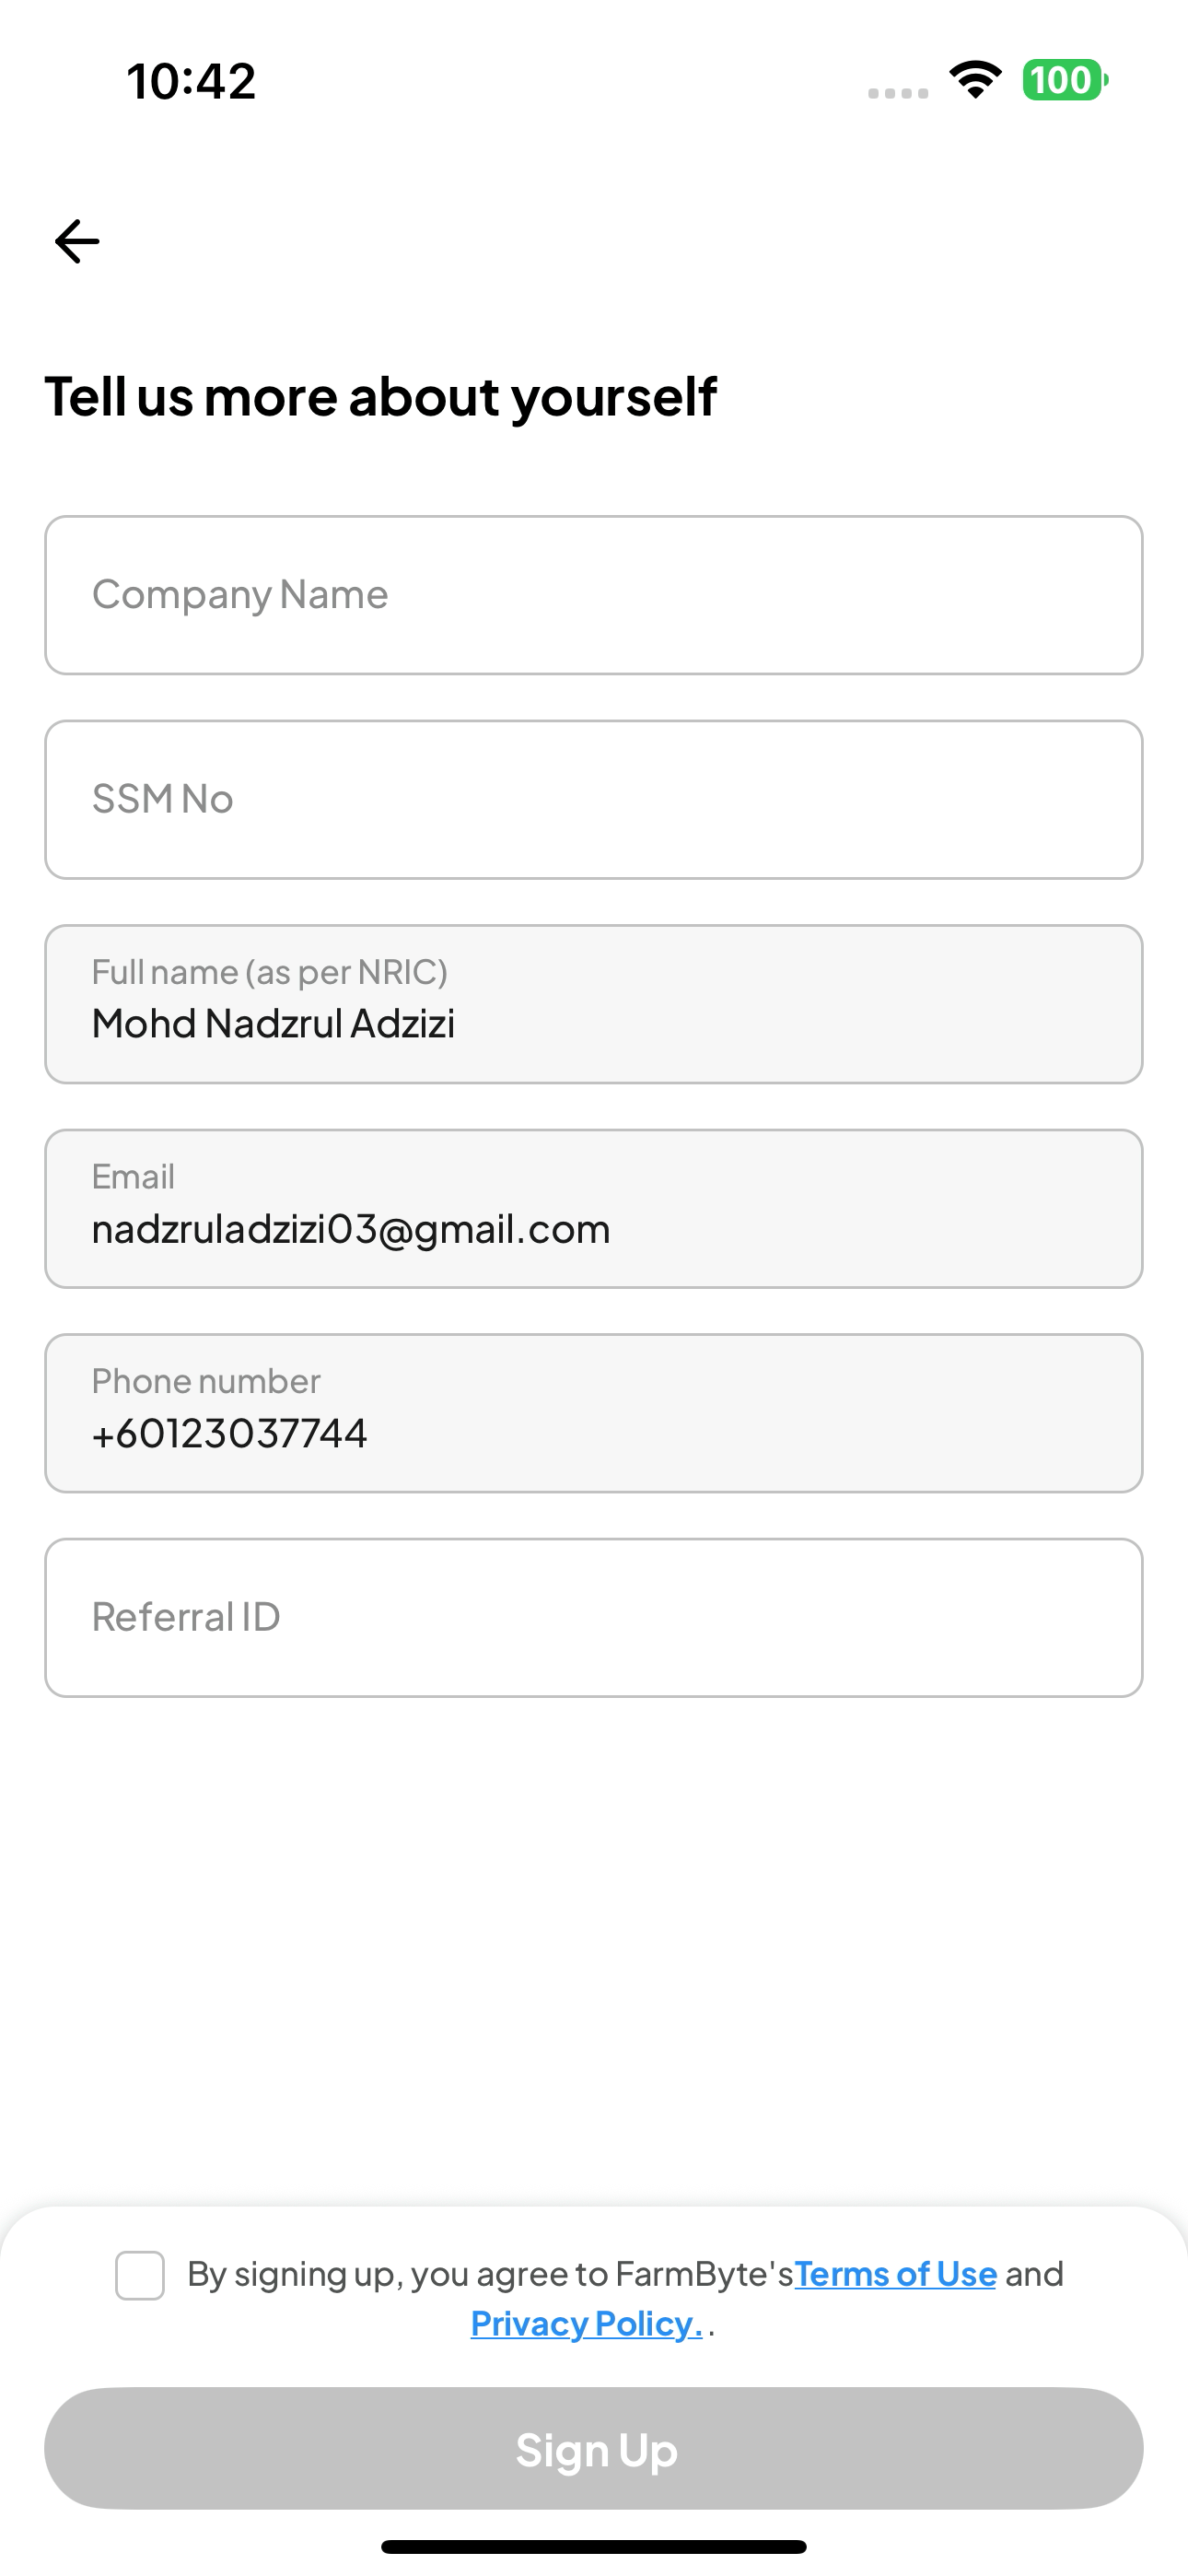 10:42
100
Tell us more about yourself
Company Name
SSM No
Full name (as per NRIC)
Mohd Nadzrul Adzizi
Email
nadzruladzizi03@gmail.com
Phone number
+60123037744
Referral ID
By signing up, you agree to FarmByte'sTerms of Use and
Privacy Policy. .
Sign Up